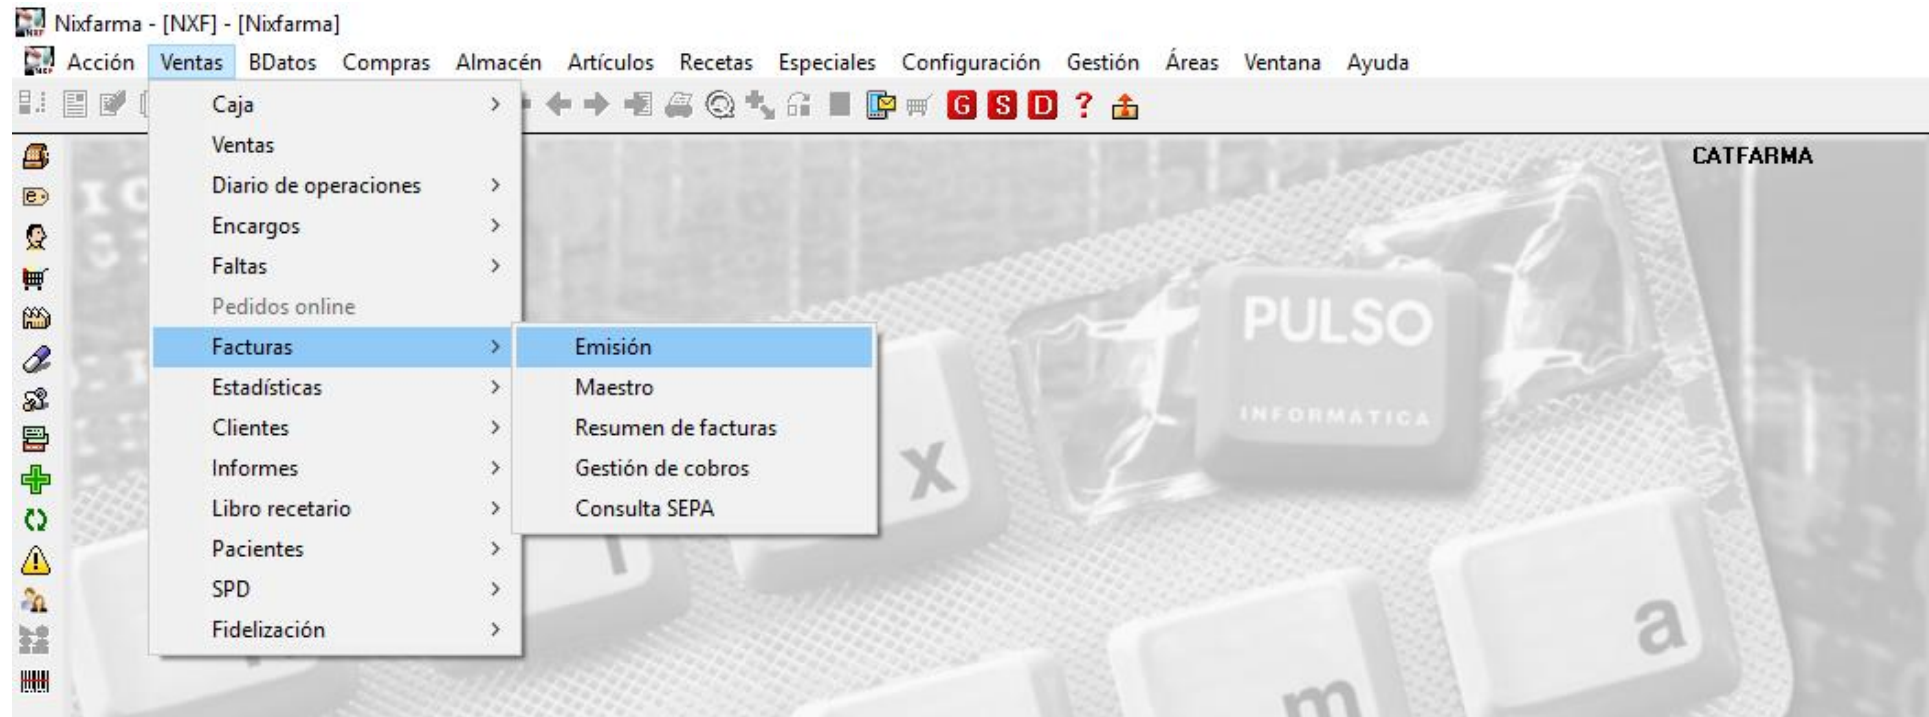 Nixfarma - [NXF] - [Nixfarma]
Acción Ventas BDatos Compras Almacén Artículos Recetas Especiales Configuración Gestión Áreas Ventana Ayuda
G S D ?
Caja >
CATFARMA
Ventas
Diario de operaciones >
Encargos >
Faltas >
Pedidos online
Facturas >
Emisión
Estadísticas >
Maestro
Clientes >
Resumen de facturas
Informes >
Gestión de cobros
Libro recetario >
Consulta SEPA
Pacientes >
SPD >
Fidelización >
PULSO
INFORMATICA
x
i
a
m